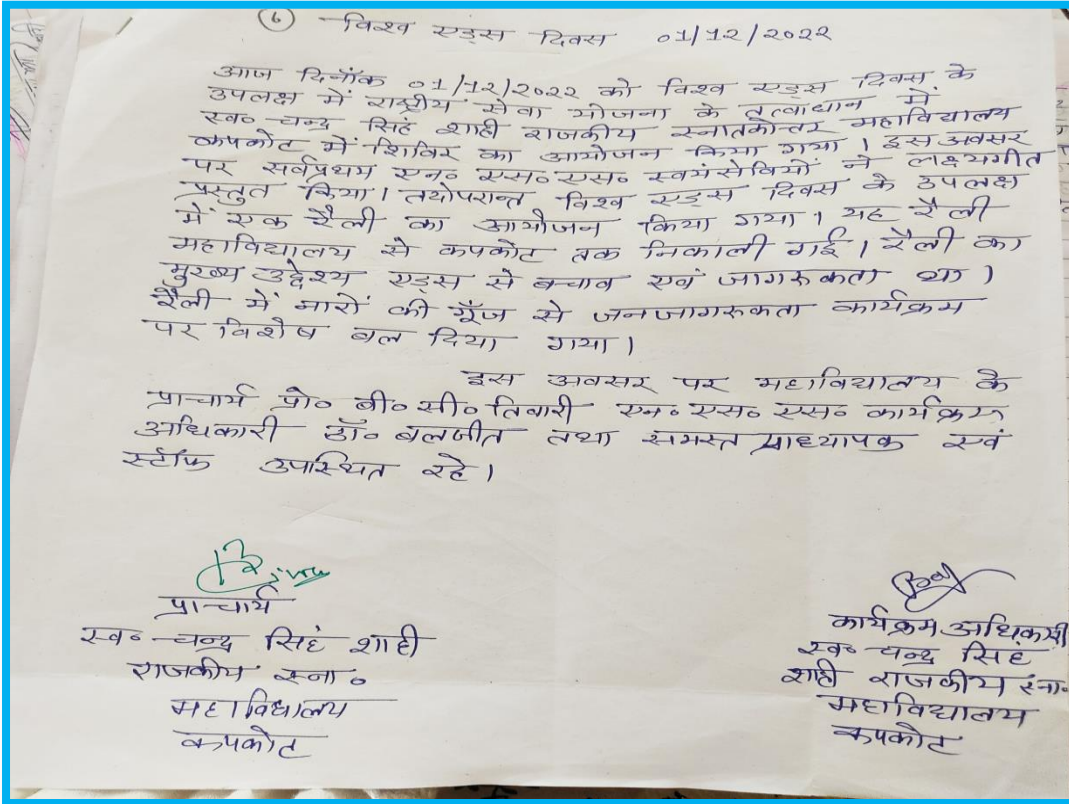 ⑥ विश्व एड्स दिवस 01/12/2022
आज दिनाँक 01/12/2022 को विश्व एड्स दिवस के
उपलक्ष में राष्ट्रीय सेवा योजना के तत्वाधान में
स्व० चन्द्र सिंह शाही राजकीय स्नातकोत्तर महाविद्यालय
कपकोट में शिविर का आयोजन किया गया। इस अवसर
पर सर्वप्रथम एन० एस० एस० स्वयंसेवियों ने लक्ष्यगीत
प्रस्तुत किया। तयोपरान्त विश्व एड्स दिवस के उपलक्ष
में एक रैली का आयोजन किया गया। यह रैली
महाविद्यालय से कपकोट तक निकाली गई। रैली का
मुख्य उद्देश्य एड्स से बचाव एवं जागरुकता था।
रैली में नारों की गूँज से जनजागरुकता कार्यक्रम
पर विशेष बल दिया गया।
इस अवसर पर महाविद्यालय के
प्राचार्य प्रो० बी० सी० तिवारी एन० एस० एस० कार्यक्रम
अधिकारी डॉ० बलजीत तथा समस्त प्राध्यापक एवं
स्टॉफ उपस्थित रहे।
प्राचार्य
स्व० चन्द्र सिहं शाही
राजकीय स्ना०
महाविद्यालय
कपकोट
कार्यक्रम अधिकारी
स्व० चन्द्र सिहं
शाही राजकीय स्ना०
महाविद्यालय
कपकोट